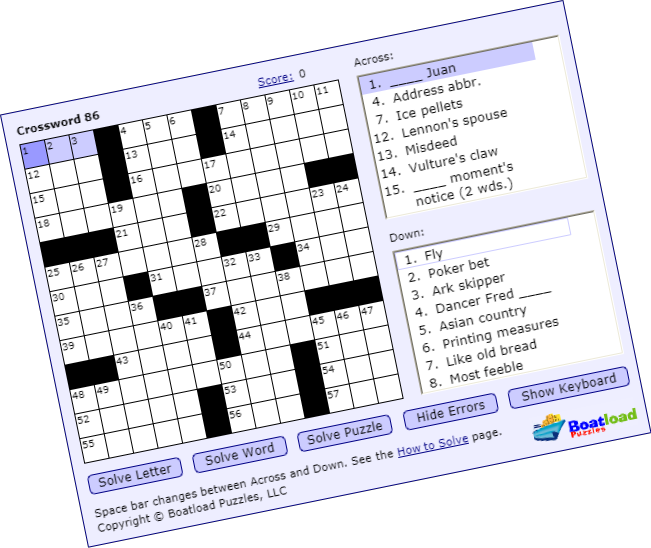 Crossword 86
Score: 0
1 2 3 4 5 6 7 8 9 10 11
12 13 14
15 16 17
18 19 20
21 22 23 24
25 26 27 28 29
30 31 32 33 34
35 36 37 38
39 40 41 42
43 44 45 46 47
48 49 50 51
52 53 54
55 56 57
Across:
1. ____ Juan
4. Address abbr.
7. Ice pellets
12. Lennon's spouse
13. Misdeed
14. Vulture's claw
15. ____ moment's
notice (2 wds.)
Down:
1. Fly
2. Poker bet
3. Ark skipper
4. Dancer Fred ____
5. Asian country
6. Printing measures
7. Like old bread
8. Most feeble
Solve Letter Solve Word Solve Puzzle Hide Errors Show Keyboard
Space bar changes between Across and Down. See the How to Solve page.
Copyright © Boatload Puzzles, LLC
Boatload
Puzzles